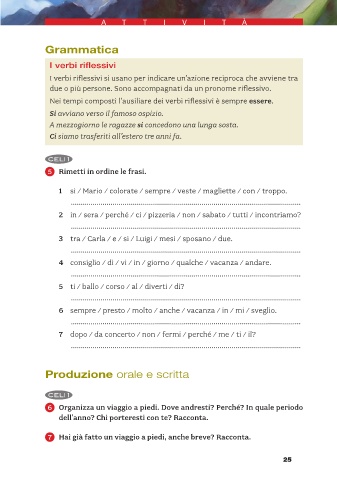 ATTIVITÀ
Grammatica
I verbi riflessivi
I verbi riflessivi si usano per indicare un'azione reciproca che avviene tra
due o più persone. Sono accompagnati da un pronome riflessivo.
Nei tempi composti l'ausiliare dei verbi riflessivi è sempre essere.
Si avviano verso il famoso ospizio.
A mezzogiorno le ragazze si concedono una lunga sosta.
Ci siamo trasferiti all'estero tre anni fa.
CELI 1
5 Rimetti in ordine le frasi.
1 si / Mario / colorate / sempre / veste / magliette / con / troppo.
2 in / sera / perché / ci / pizzeria / non / sabato / tutti / incontriamo?
3 tra / Carla / e / si / Luigi / mesi / sposano / due.
4 consiglio / di / vi / in / giorno / qualche / vacanza / andare.
5 ti / ballo / corso / al / diverti / di?
6 sempre / presto / molto / anche / vacanza / in / mi / sveglio.
7 dopo / da concerto / non / fermi / perché / me / ti / il?
Produzione orale e scritta
CELI 1
6 Organizza un viaggio a piedi. Dove andresti? Perché? In quale periodo
dell'anno? Chi porteresti con te? Racconta.
7 Hai già fatto un viaggio a piedi, anche breve? Racconta.
25